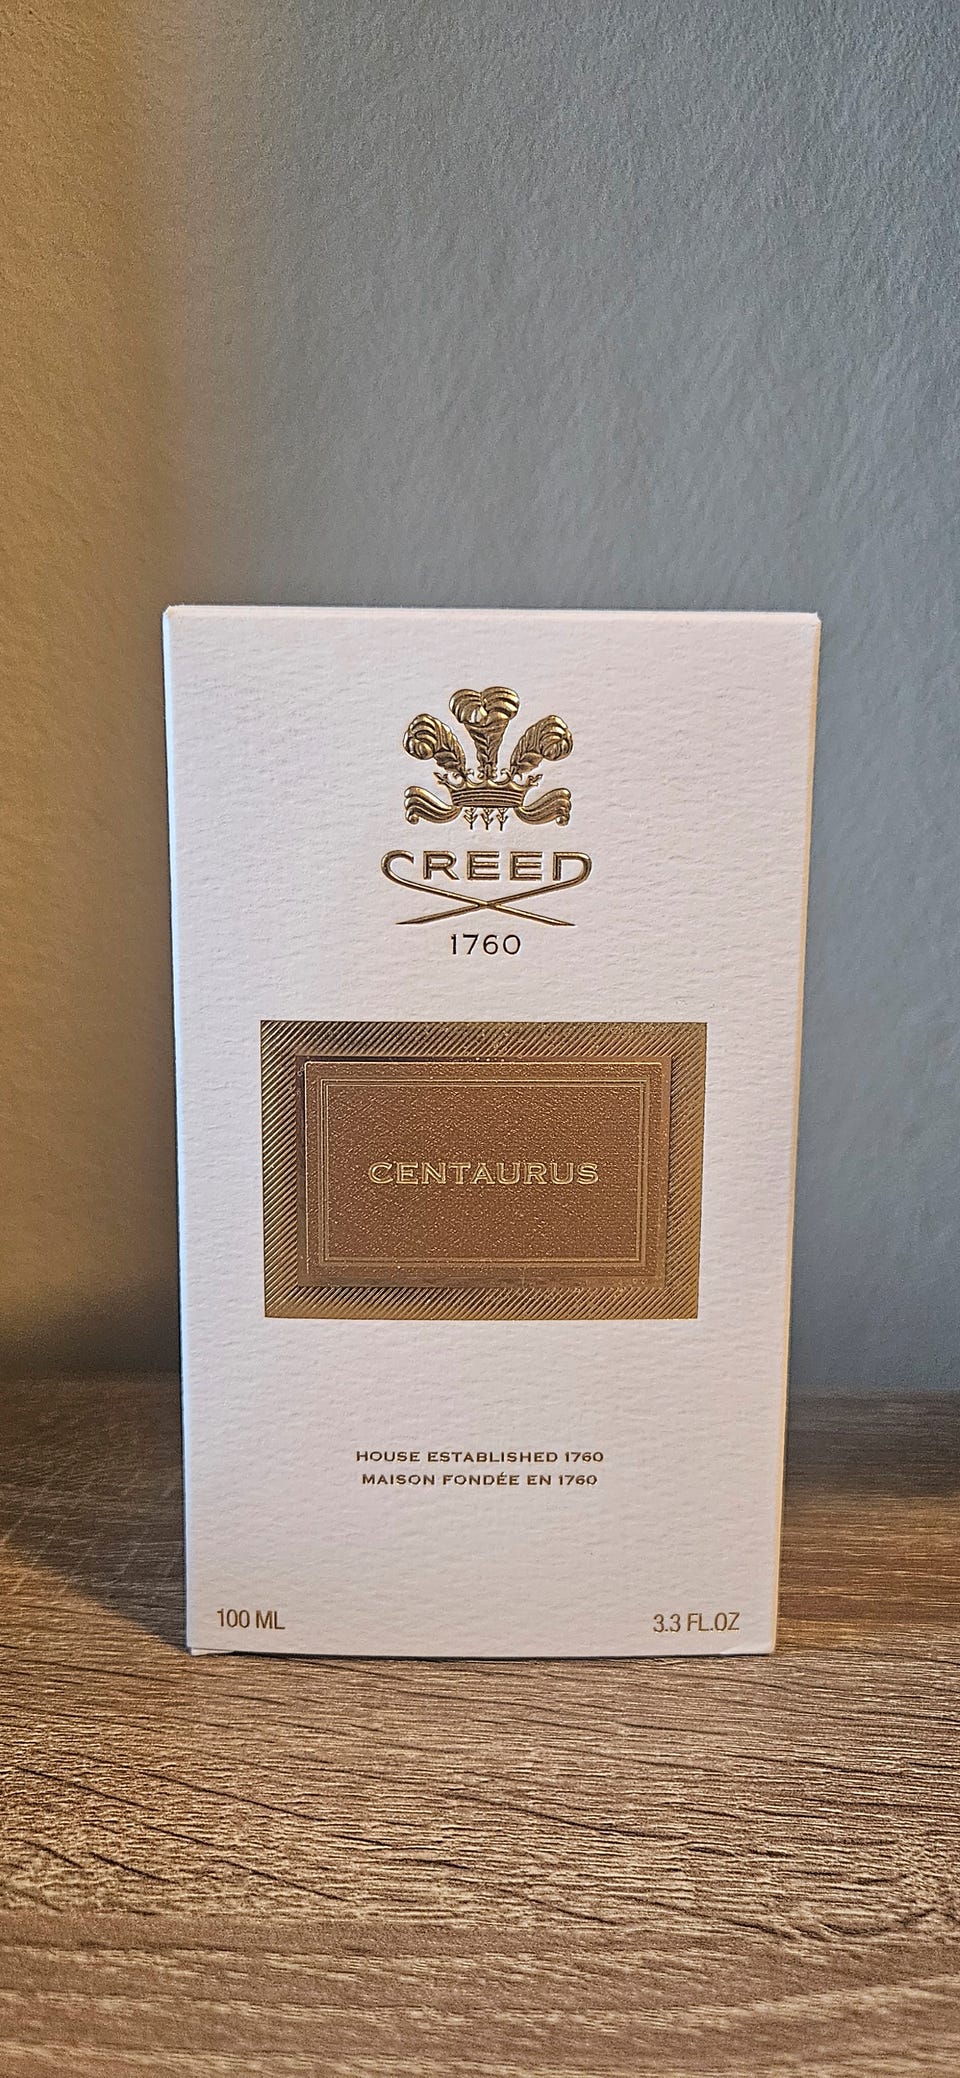 CREED
1760
CENTAURUS
HOUSE ESTABLISHED 1760
MAISON FONDÉE EN 1760
100 ML
3.3 FL.OZ